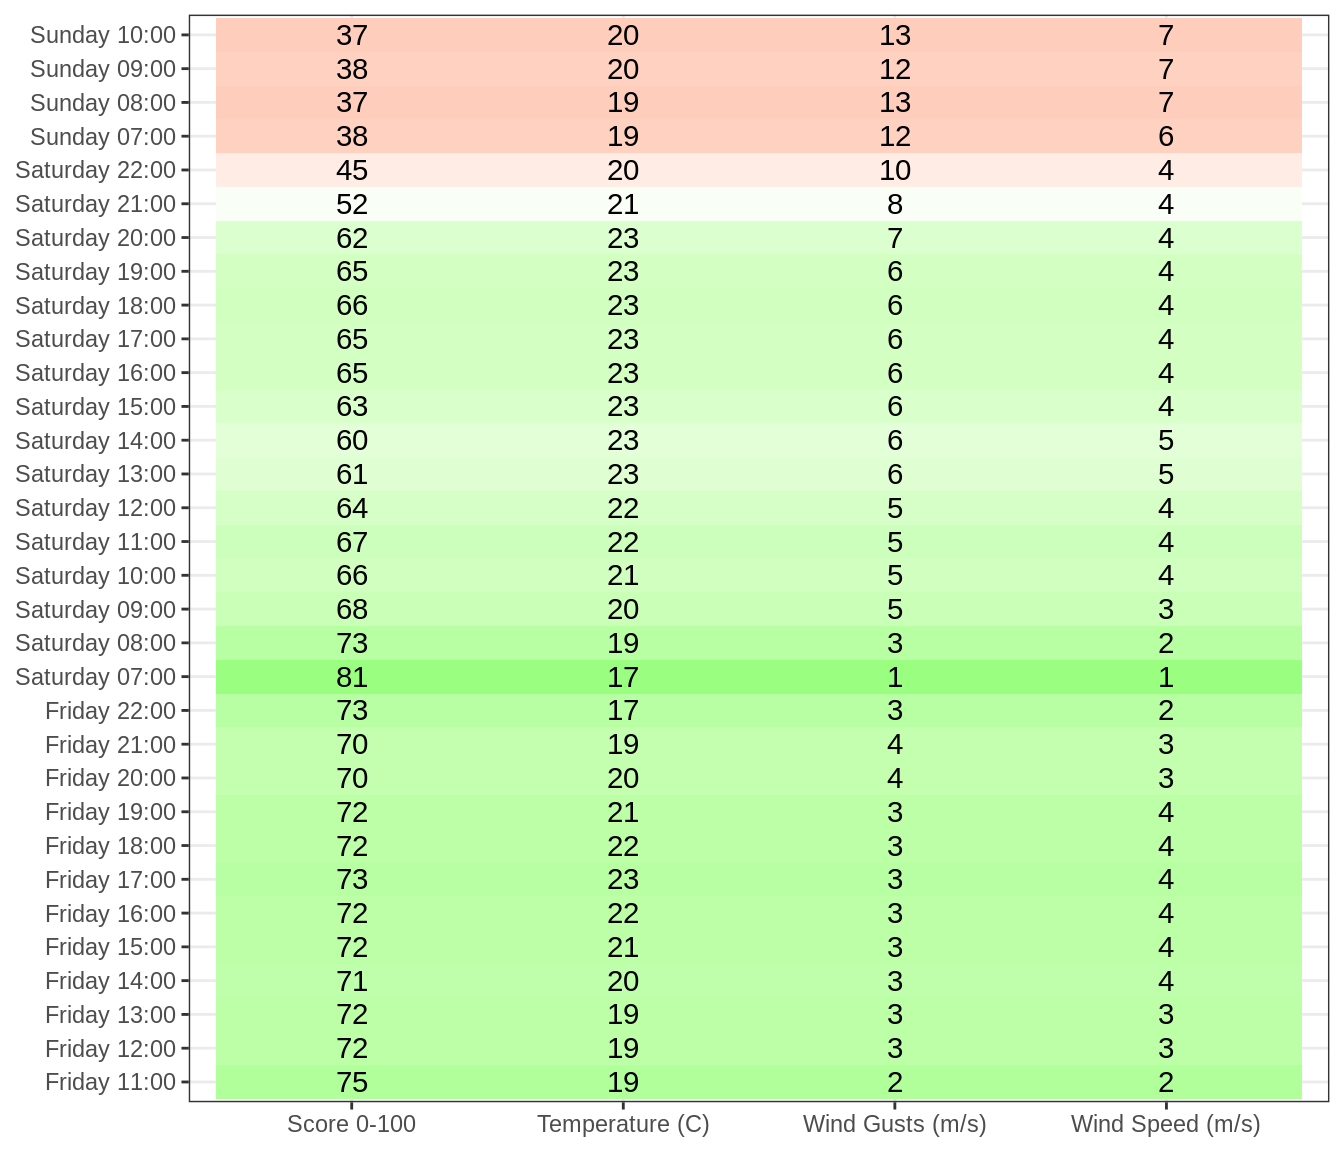 Sunday 10:00 37 20 13 7
Sunday 09:00 38 20 12 7
Sunday 08:00 37 19 13 7
Sunday 07:00 38 19 12 6
Saturday 22:00 45 20 10 4
Saturday 21:00 52 21 8 4
Saturday 20:00 62 23 7 4
Saturday 19:00 65 23 6 4
Saturday 18:00 66 23 6 4
Saturday 17:00 65 23 6 4
Saturday 16:00 65 23 6 4
Saturday 15:00 63 23 6 4
Saturday 14:00 60 23 6 5
Saturday 13:00 61 23 6 5
Saturday 12:00 64 22 5 4
Saturday 11:00 67 22 5 4
Saturday 10:00 66 21 5 4
Saturday 09:00 68 20 5 3
Saturday 08:00 73 19 3 2
Saturday 07:00 81 17 1 1
Friday 22:00 73 17 3 2
Friday 21:00 70 19 4 3
Friday 20:00 70 20 4 3
Friday 19:00 72 21 3 4
Friday 18:00 72 22 3 4
Friday 17:00 73 23 3 4
Friday 16:00 72 22 3 4
Friday 15:00 72 21 3 4
Friday 14:00 71 20 3 4
Friday 13:00 72 19 3 3
Friday 12:00 72 19 3 3
Friday 11:00 75 19 2 2
Score 0-100 Temperature (C) Wind Gusts (m/s) Wind Speed (m/s)